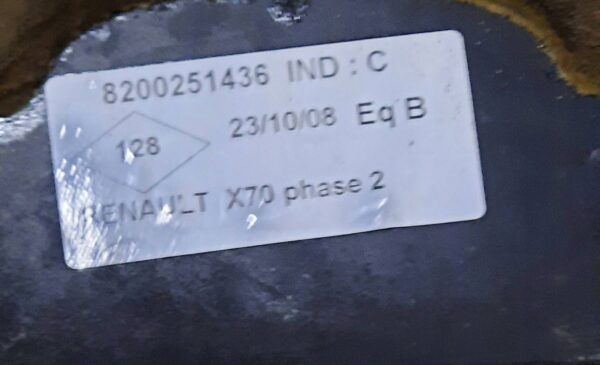 8200251436 IND : C
128 23/10/08 Eq B
RENAULT X70 phase 2